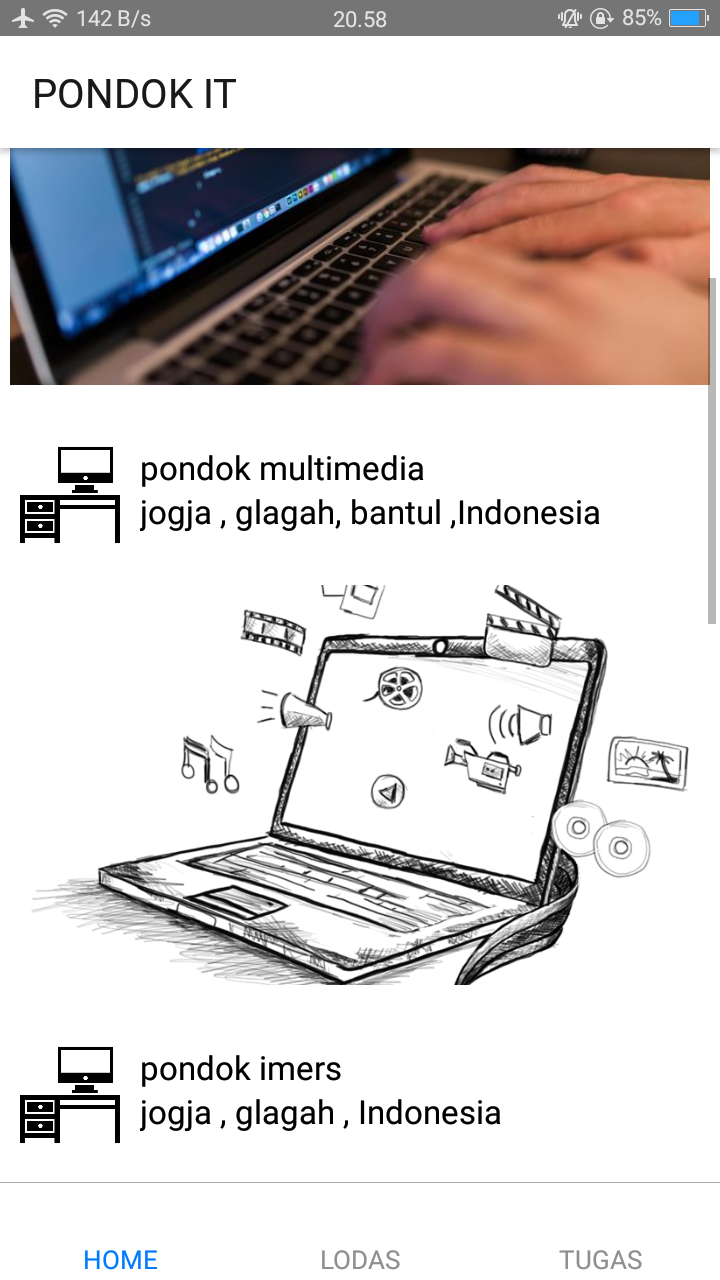 142 B/s
20.58
85%
PONDOK IT
pondok multimedia
jogja , glagah, bantul ,Indonesia
pondok imers
jogja , glagah , Indonesia
HOME
LODAS
TUGAS